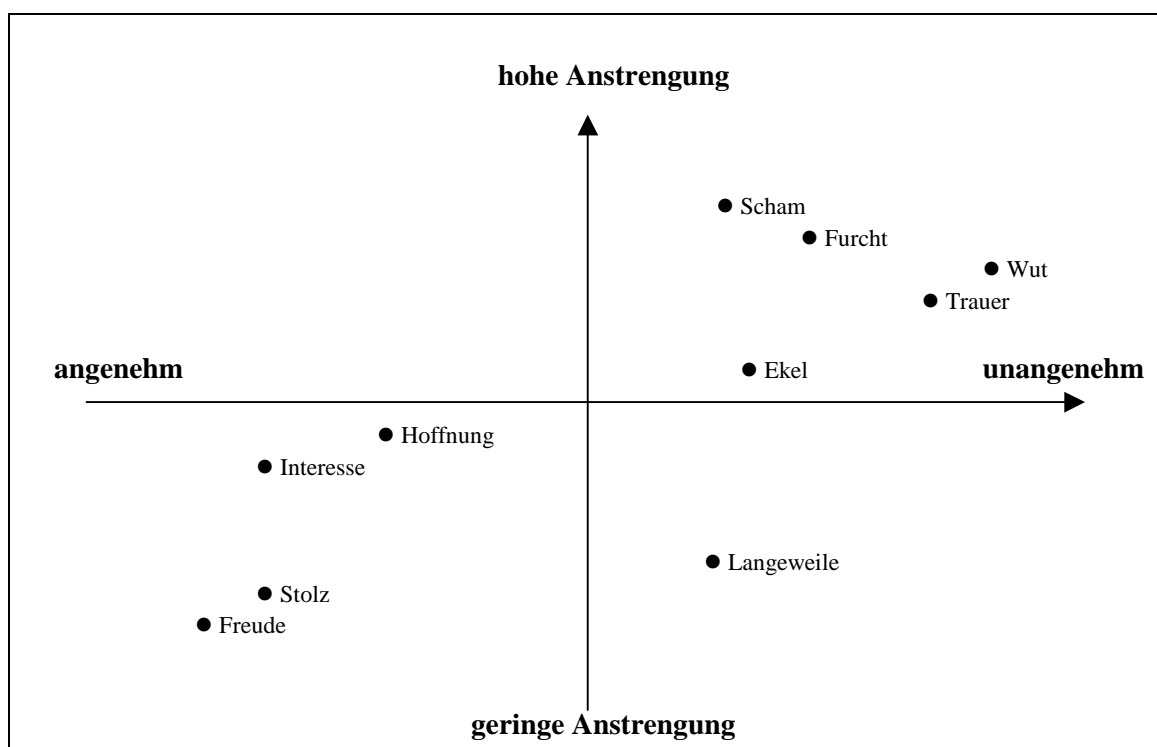 hohe Anstrengung
Scham
Furcht
Wut
Trauer
Ekel
angenehm
unangenehm
Hoffnung
Interesse
Langeweile
Stolz
Freude
geringe Anstrengung